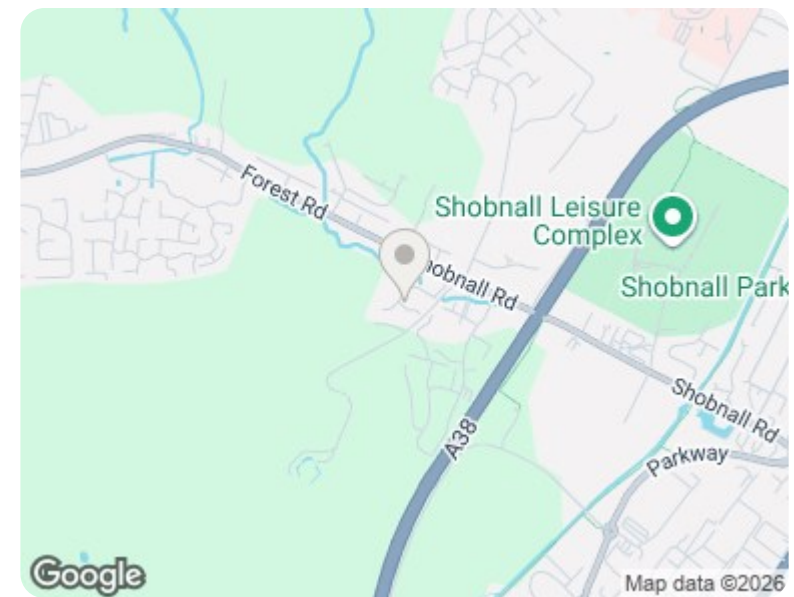 Forest Rd
Shobnall Leisure
Complex
hobnall Rd
Shobnall Park
A38
Shobnall Rd
Parkway
Google
Map data ©2026